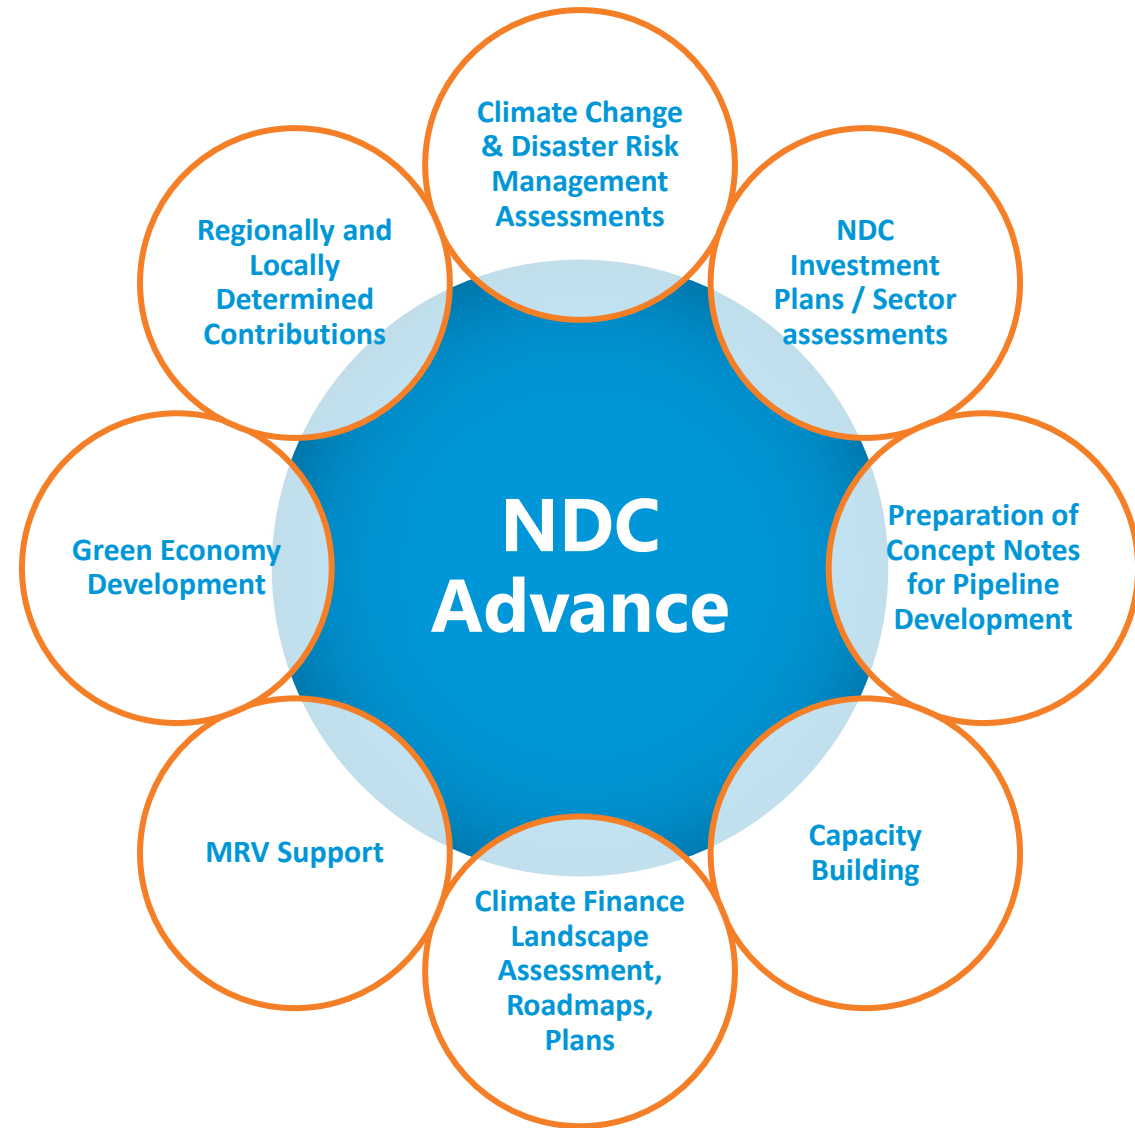 Climate Change
& Disaster Risk
Management
Assessments
NDC
Investment
Plans / Sector
assessments
Preparation of
Concept Notes
for Pipeline
Development
Capacity
Building
Climate Finance
Landscape
Assessment,
Roadmaps,
Plans
MRV Support
Green Economy
Development
Regionally and
Locally
Determined
Contributions
NDC
Advance